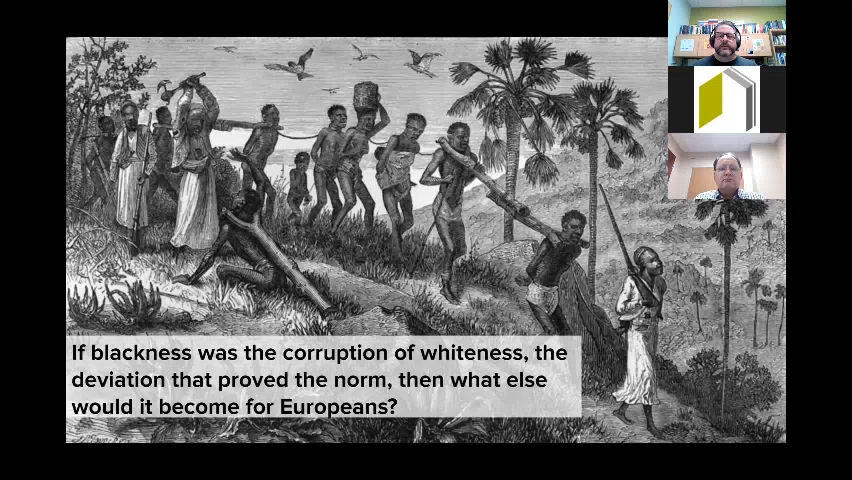 If blackness was the corruption of whiteness, the
deviation that proved the norm, then what else
would it become for Europeans?